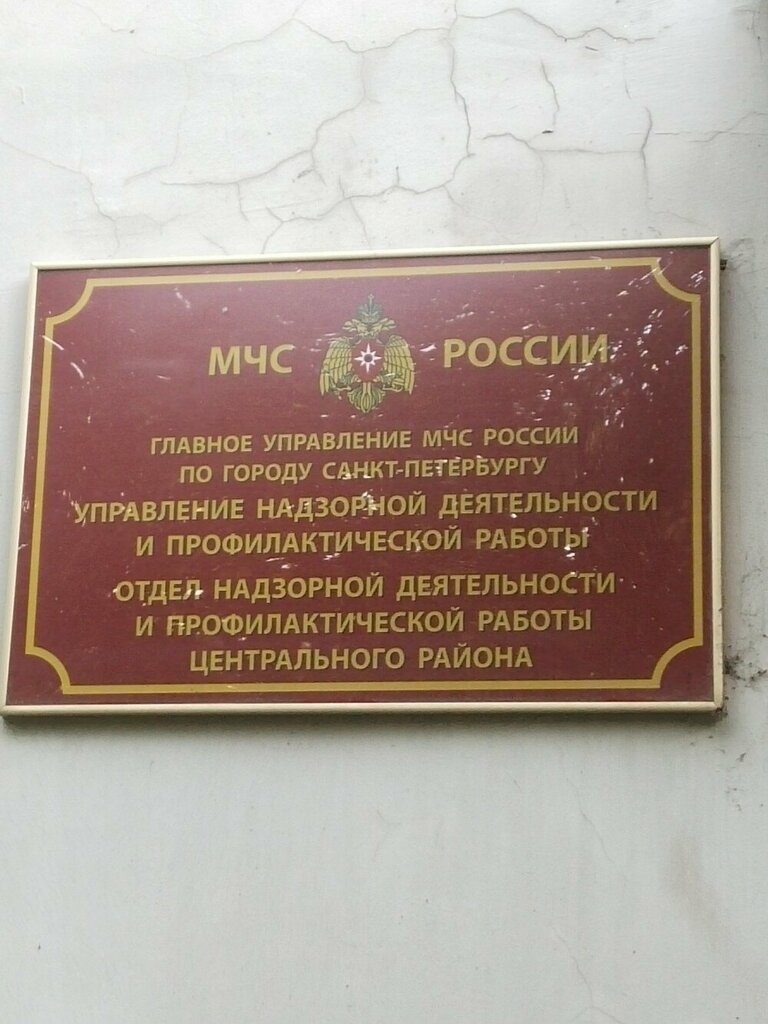 МЧС РОССИИ
ГЛАВНОЕ УПРАВЛЕНИЕ МЧС РОССИИ
ПО ГОРОДУ САНКТ-ПЕТЕРБУРГУ
УПРАВЛЕНИЕ НАДЗОРНОЙ ДЕЯТЕЛЬНОСТИ
И ПРОФИЛАКТИЧЕСКОЙ РАБОТЫ
ОТДЕЛ НАДЗОРНОЙ ДЕЯТЕЛЬНОСТИ
И ПРОФИЛАКТИЧЕСКОЙ РАБОТЫ
ЦЕНТРАЛЬНОГО РАЙОНА